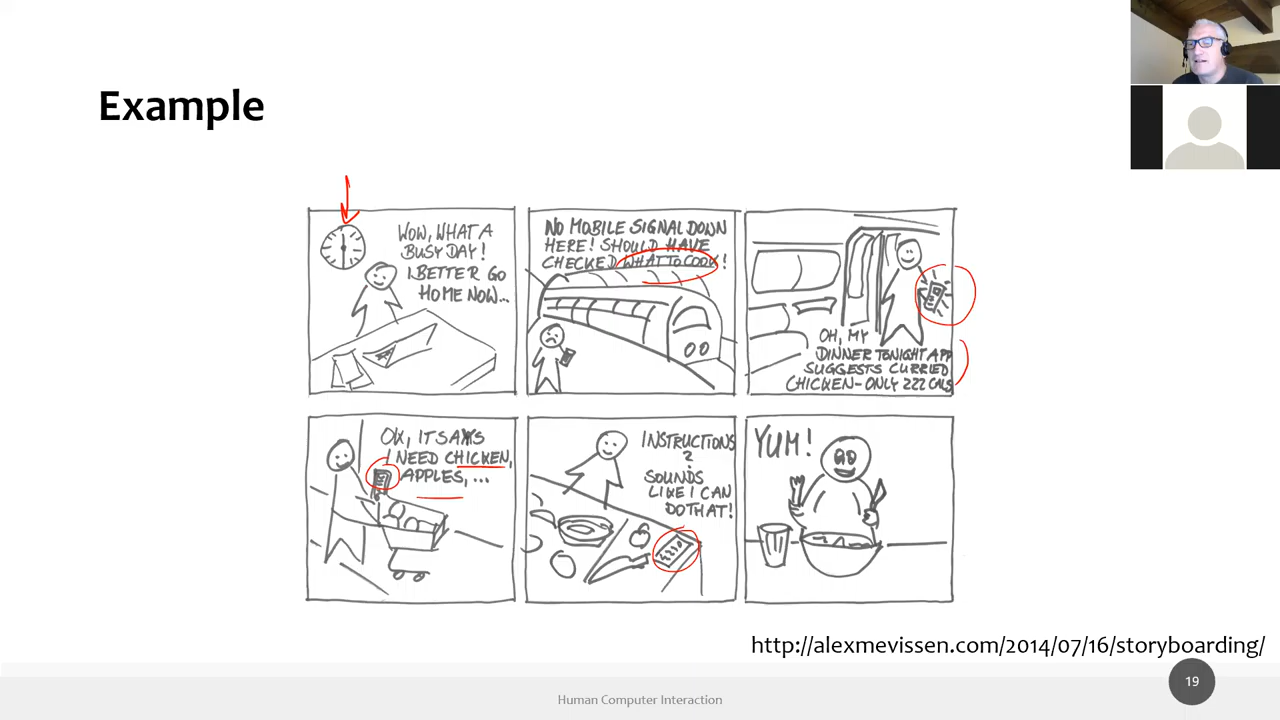 Example
WOW, WHAT A
BUSY DAY!
I BETTER GO
HOME NOW...
NO MOBILE SIGNAL DOWN
HERE! SHOULD HAVE
CHECKED WHAT TO COOK!
OH, MY
DINNER TONIGHT APP
SUGGESTS CURRIED
CHICKEN - ONLY 222 CALS
OK, IT SAYS
I NEED CHICKEN,
APPLES, ...
INSTRUCTIONS
?
SOUNDS
LIKE I CAN
DO THAT!
YUM!
http://alexmevissen.com/2014/07/16/storyboarding/
Human Computer Interaction
19